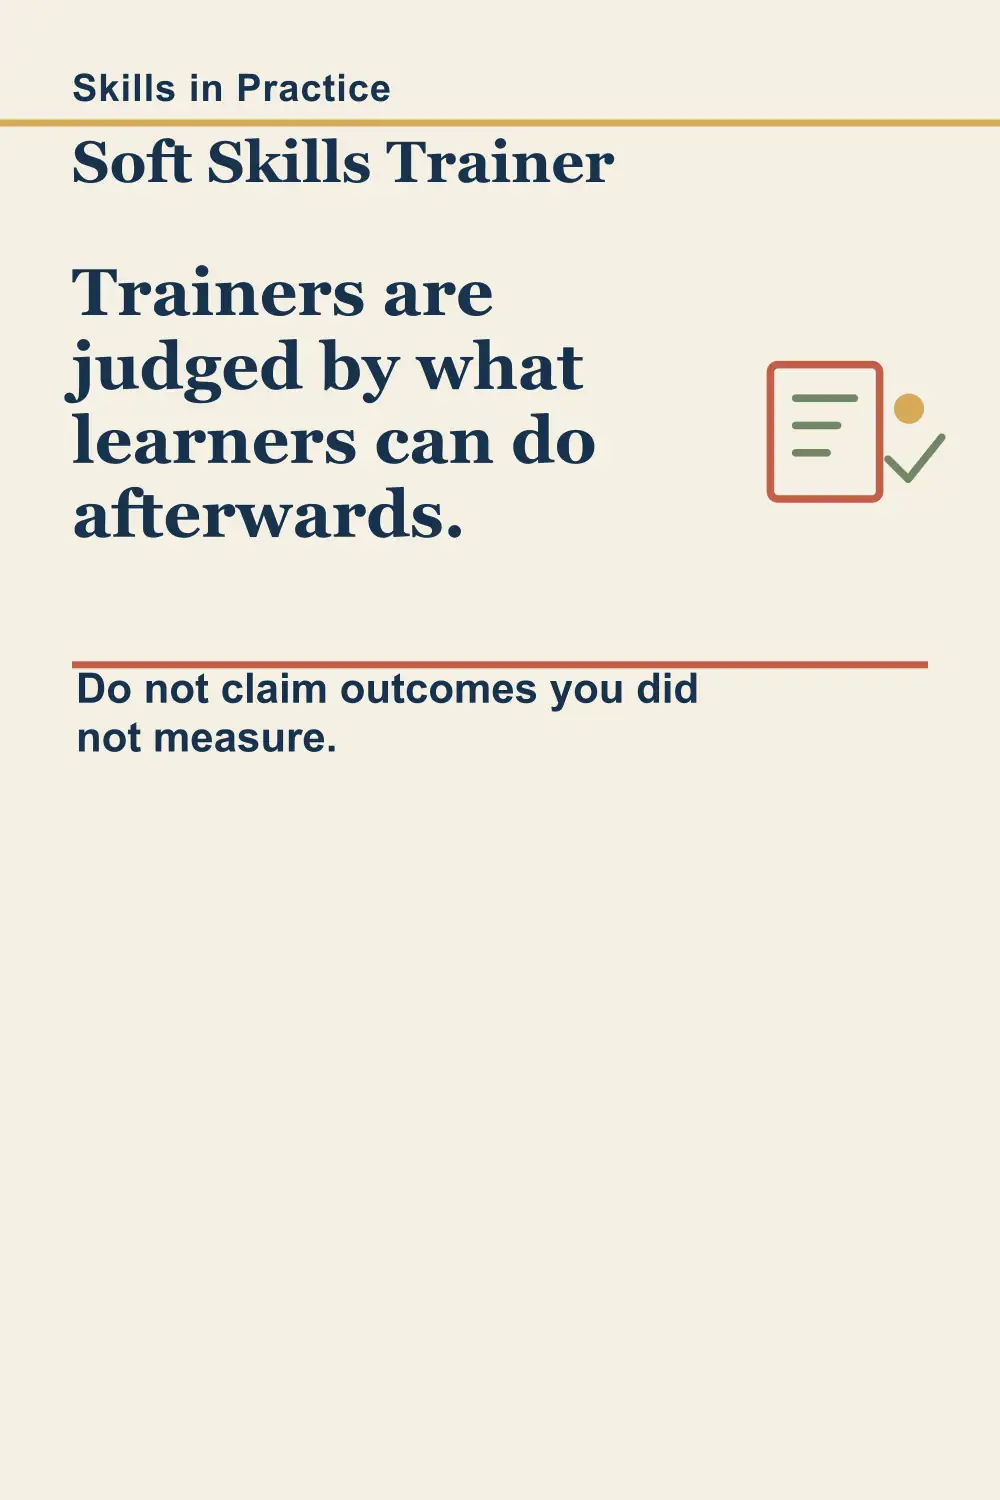 Skills in Practice
Soft Skills Trainer
Trainers are
judged by what
learners can do
afterwards.
Do not claim outcomes you did
not measure.